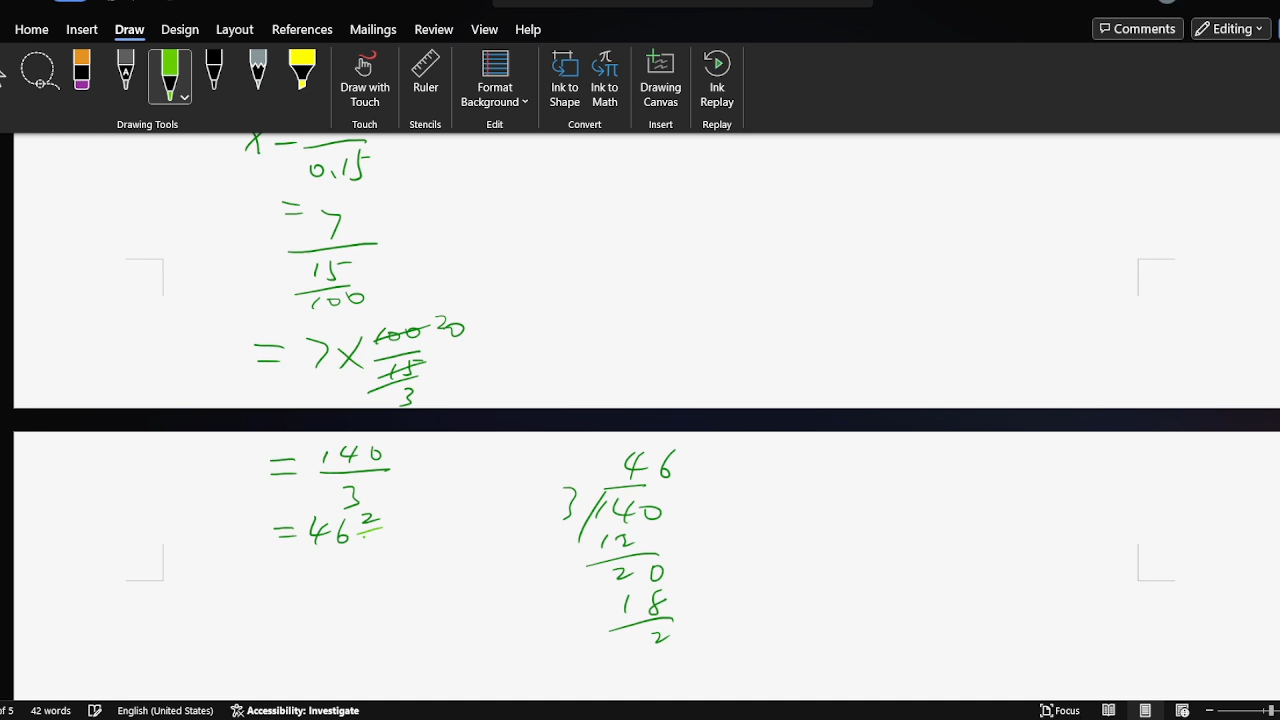 Home Insert Draw Design Layout References Mailings Review View Help Comments Editing
Draw with Touch
Ruler
Format Background
Ink to Shape
Ink to Math
Drawing Canvas
Ink Replay
Drawing Tools Touch Stencils Edit Convert Insert Replay
x =
0.15
= 7
15
100
= 7 x 100 20
15
3
= 140
3
= 46 2
46
3/140
12
20
18
2
of 5 42 words English (United States) Accessibility: Investigate Focus